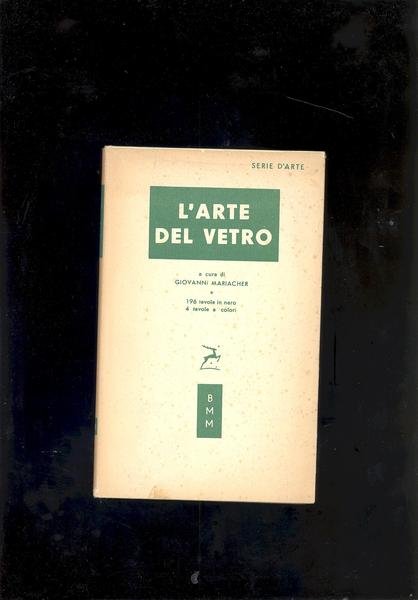 SERIE D'ARTE
L'ARTE
DEL VETRO
a cura di
GIOVANNI MARIACHER
196 tavole in nero
4 tavole a colori
B
M
M